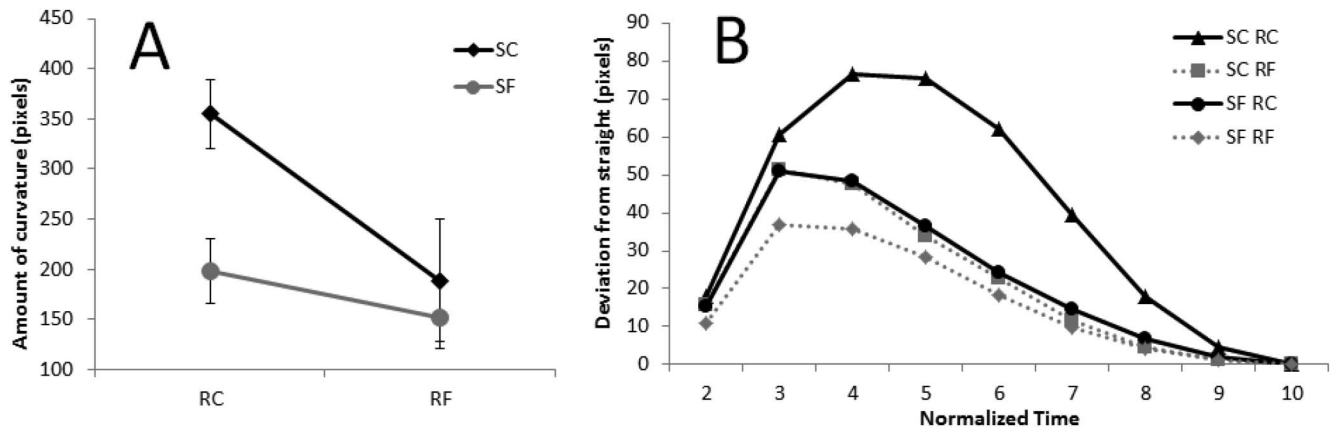 A
SC
SF
Amount of curvature (pixels)
450
400
350
300
250
200
150
100
RC
RF
B
SC RC
SC RF
SF RC
SF RF
Deviation from straight (pixels)
90
80
70
60
50
40
30
20
10
0
2 3 4 5 6 7 8 9 10
Normalized Time